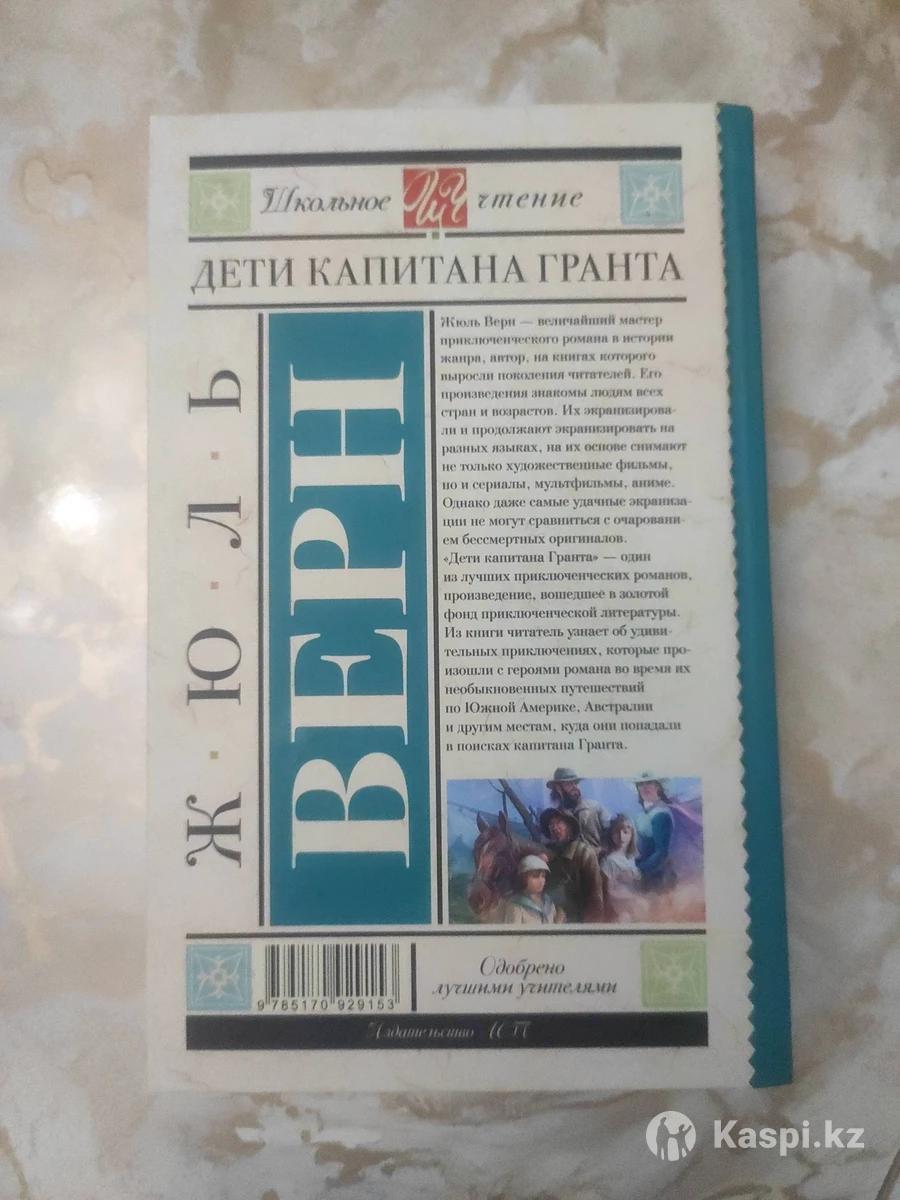 Школьное ШЧ чтение
ДЕТИ КАПИТАНА ГРАНТА
Ж·Ю·Л·Ь
ВЕРН
Жюль Верн — величайший мастер
приключенческого романа в истории
жанра, автор, на книгах которого
выросли поколения читателей. Его
произведения знакомы людям всех
стран и возрастов. Их экранизирова-
ли и продолжают экранизировать на
разных языках, на их основе снимают
не только художественные фильмы,
но и сериалы, мультфильмы, аниме.
Однако даже самые удачные экраниза-
ции не могут сравниться с очаровани-
ем бессмертных оригиналов.
«Дети капитана Гранта» — один
из лучших приключенческих романов,
произведение, вошедшее в золотой
фонд приключенческой литературы.
Из книги читатель узнает об удиви-
тельных приключениях, которые про-
изошли с героями романа во время их
необыкновенных путешествий
по Южной Америке, Австралии
и другим местам, куда они попадали
в поисках капитана Гранта.
9 785170 929153
Одобрено
лучшими учителями
Издательство АСТ
Kaspi.kz